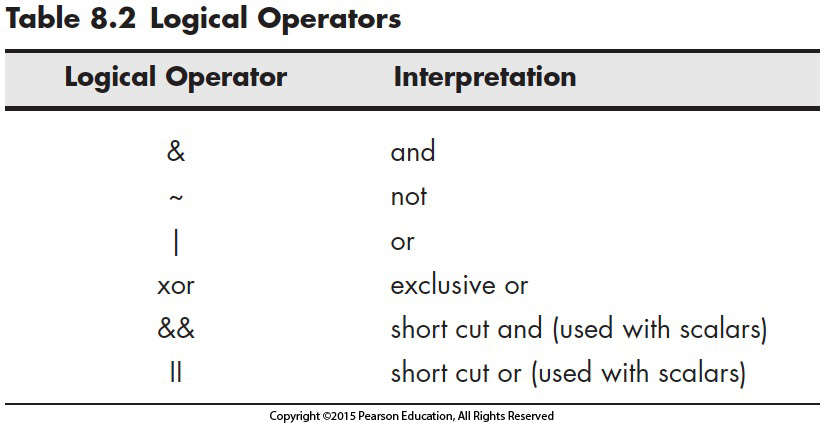 Table 8.2 Logical Operators
Logical Operator Interpretation
& and
~ not
| or
xor exclusive or
&& short cut and (used with scalars)
|| short cut or (used with scalars)
Copyright ©2015 Pearson Education, All Rights Reserved